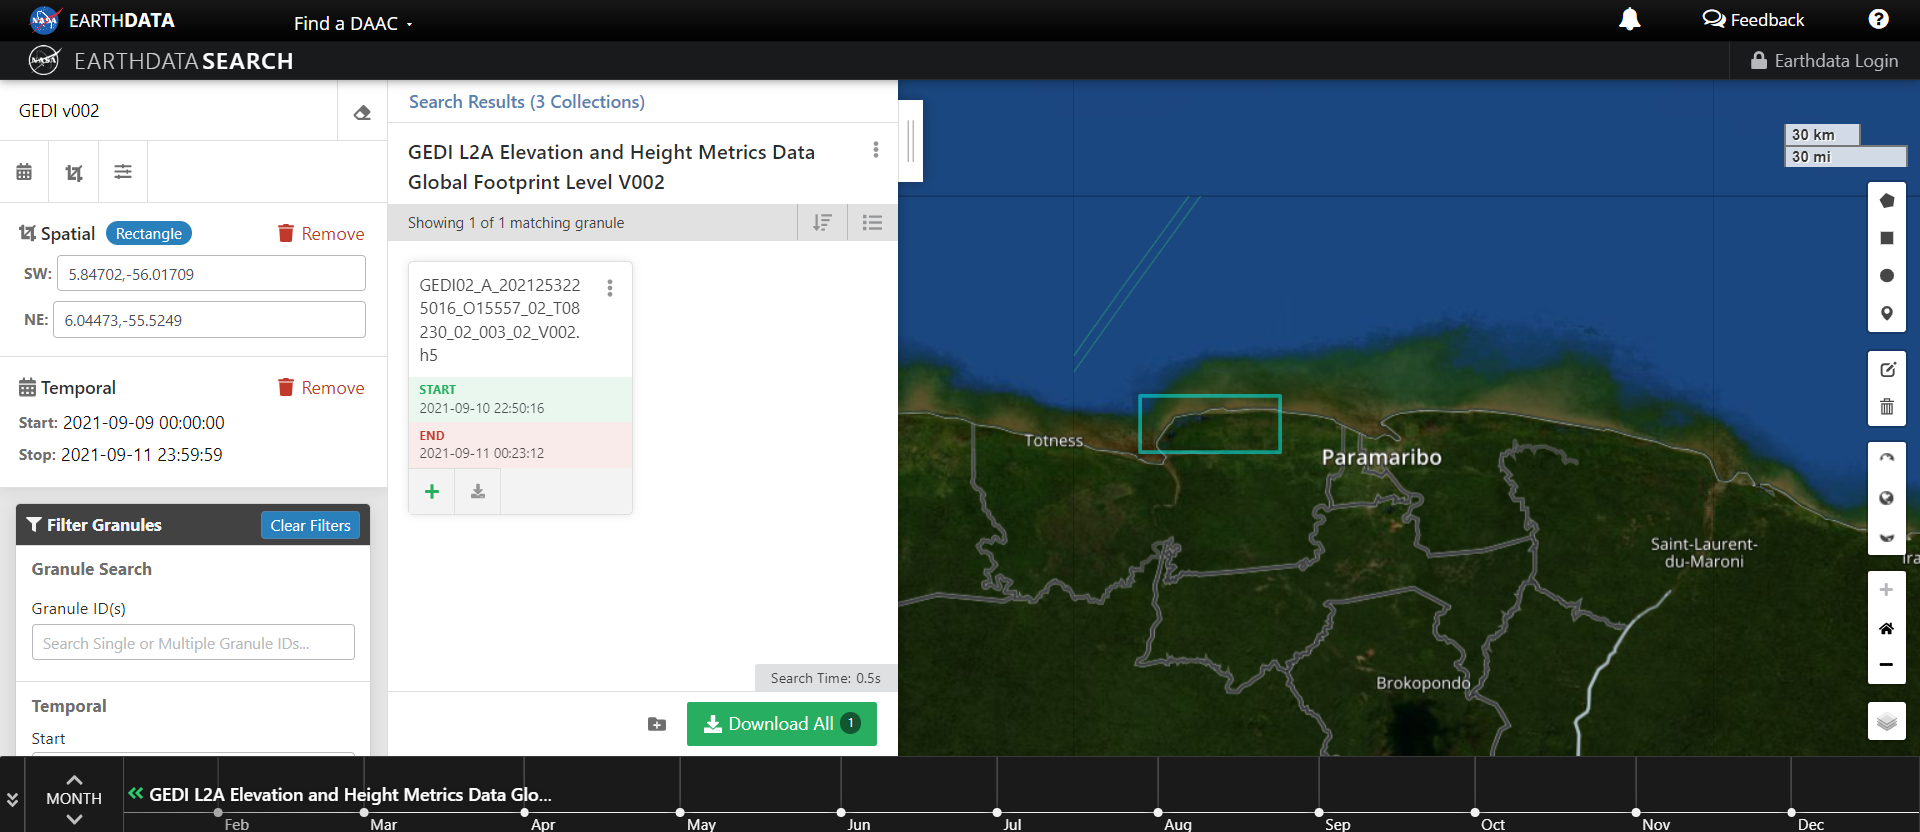 EARTHDATA
Find a DAAC
Feedback
EARTHDATA SEARCH
Earthdata Login
GEDI v002
Spatial
Rectangle
Remove
SW:
5.84702,-56.01709
NE:
6.04473,-55.5249
Temporal
Remove
Start: 2021-09-09 00:00:00
Stop: 2021-09-11 23:59:59
Filter Granules
Clear Filters
Granule Search
Granule ID(s)
Search Single or Multiple Granule IDs...
Temporal
Start
Search Results (3 Collections)
GEDI L2A Elevation and Height Metrics Data
Global Footprint Level V002
Showing 1 of 1 matching granule
GEDI02_A_202125322
5016_O15557_02_T08
230_02_003_02_V002.
h5
START
2021-09-10 22:50:16
END
2021-09-11 00:23:12
Search Time: 0.5s
Download All 1
30 km
30 mi
Totness
Paramaribo
Saint-Laurent-
du-Maroni
Brokopondo
MONTH
GEDI L2A Elevation and Height Metrics Data Glo...
Feb
Mar
Apr
May
Jun
Jul
Aug
Sep
Oct
Nov
Dec